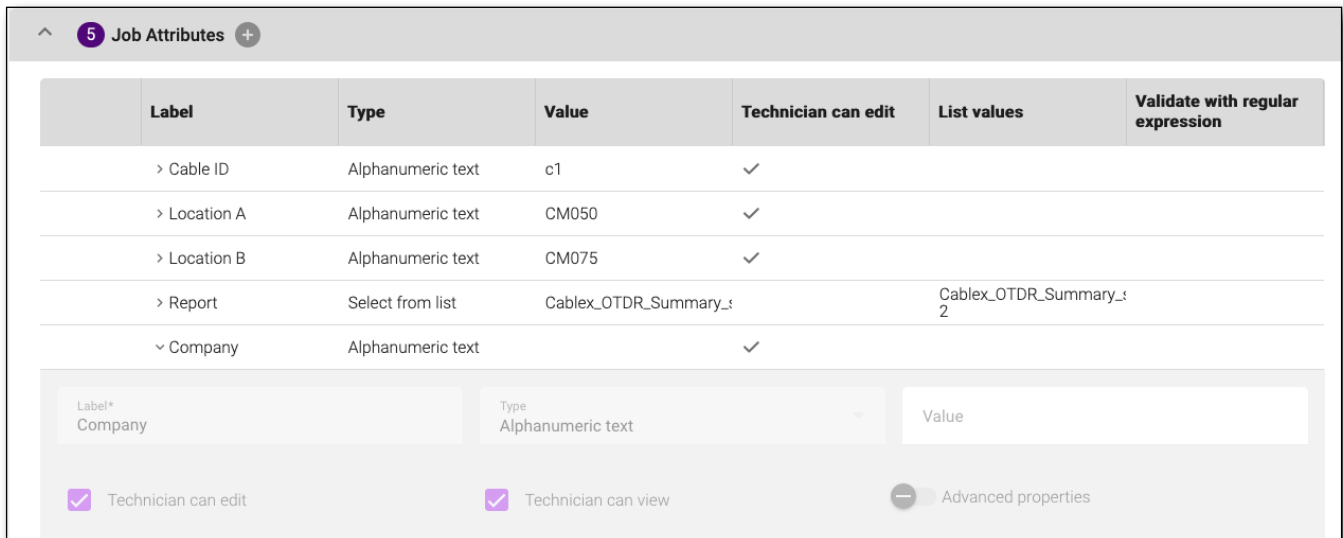 5 Job Attributes
Label Type Value Technician can edit List values Validate with regular
expression
Cable ID Alphanumeric text c1
Location A Alphanumeric text CM050
Location B Alphanumeric text CM075
Report Select from list Cablex_OTDR_Summary_s Cablex_OTDR_Summary_s
2
Company Alphanumeric text
Label* Type
Company Alphanumeric text Value
Technician can edit Technician can view Advanced properties